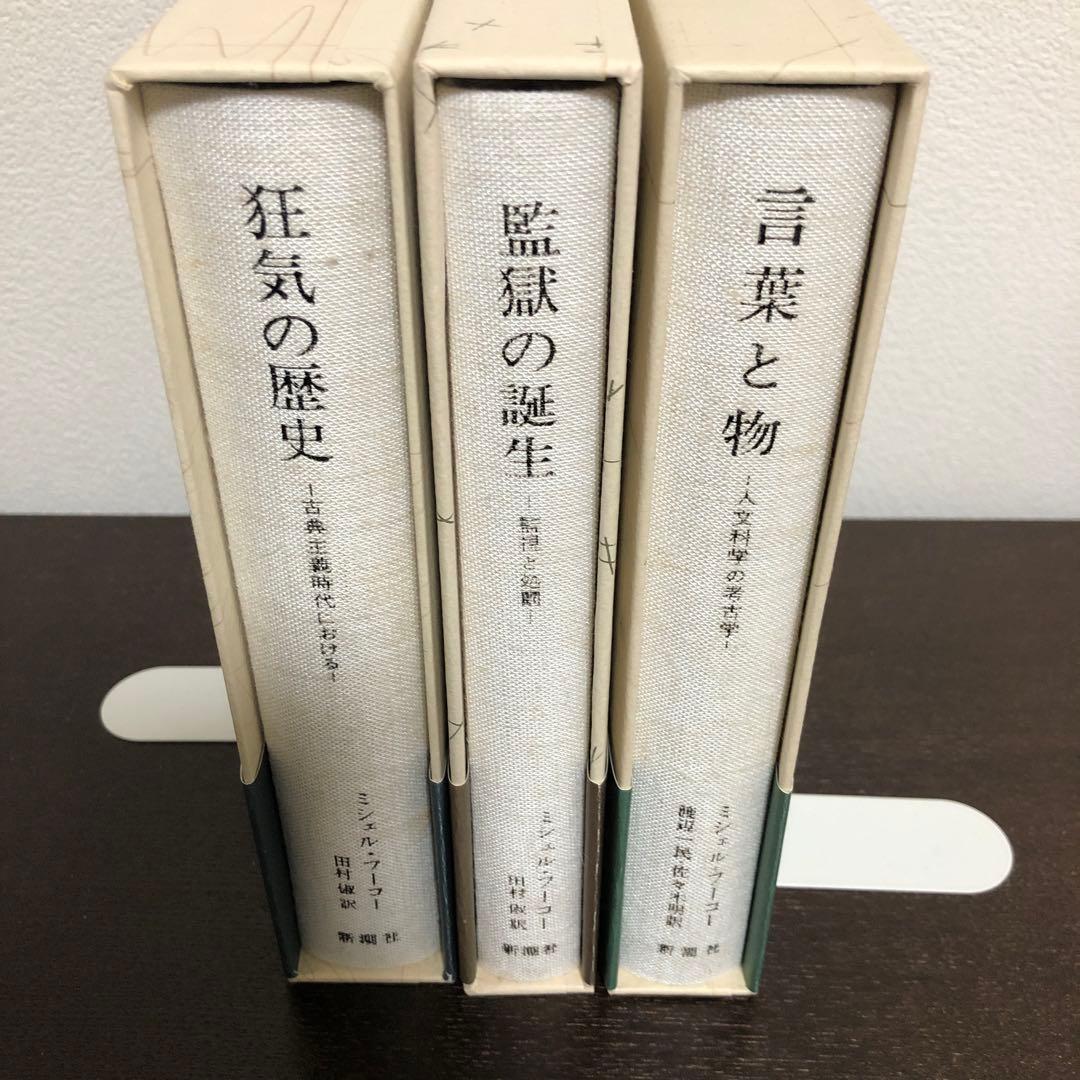 狂気の歴史
－古典主義時代における－
ミシェル・フーコー
田村俶訳
新潮社
監獄の誕生
－監視と処罰－
ミシェル・フーコー
田村俶訳
新潮社
言葉と物
－人文科学の考古学－
ミシェル・フーコー
渡辺一民 佐々木明訳
新潮社